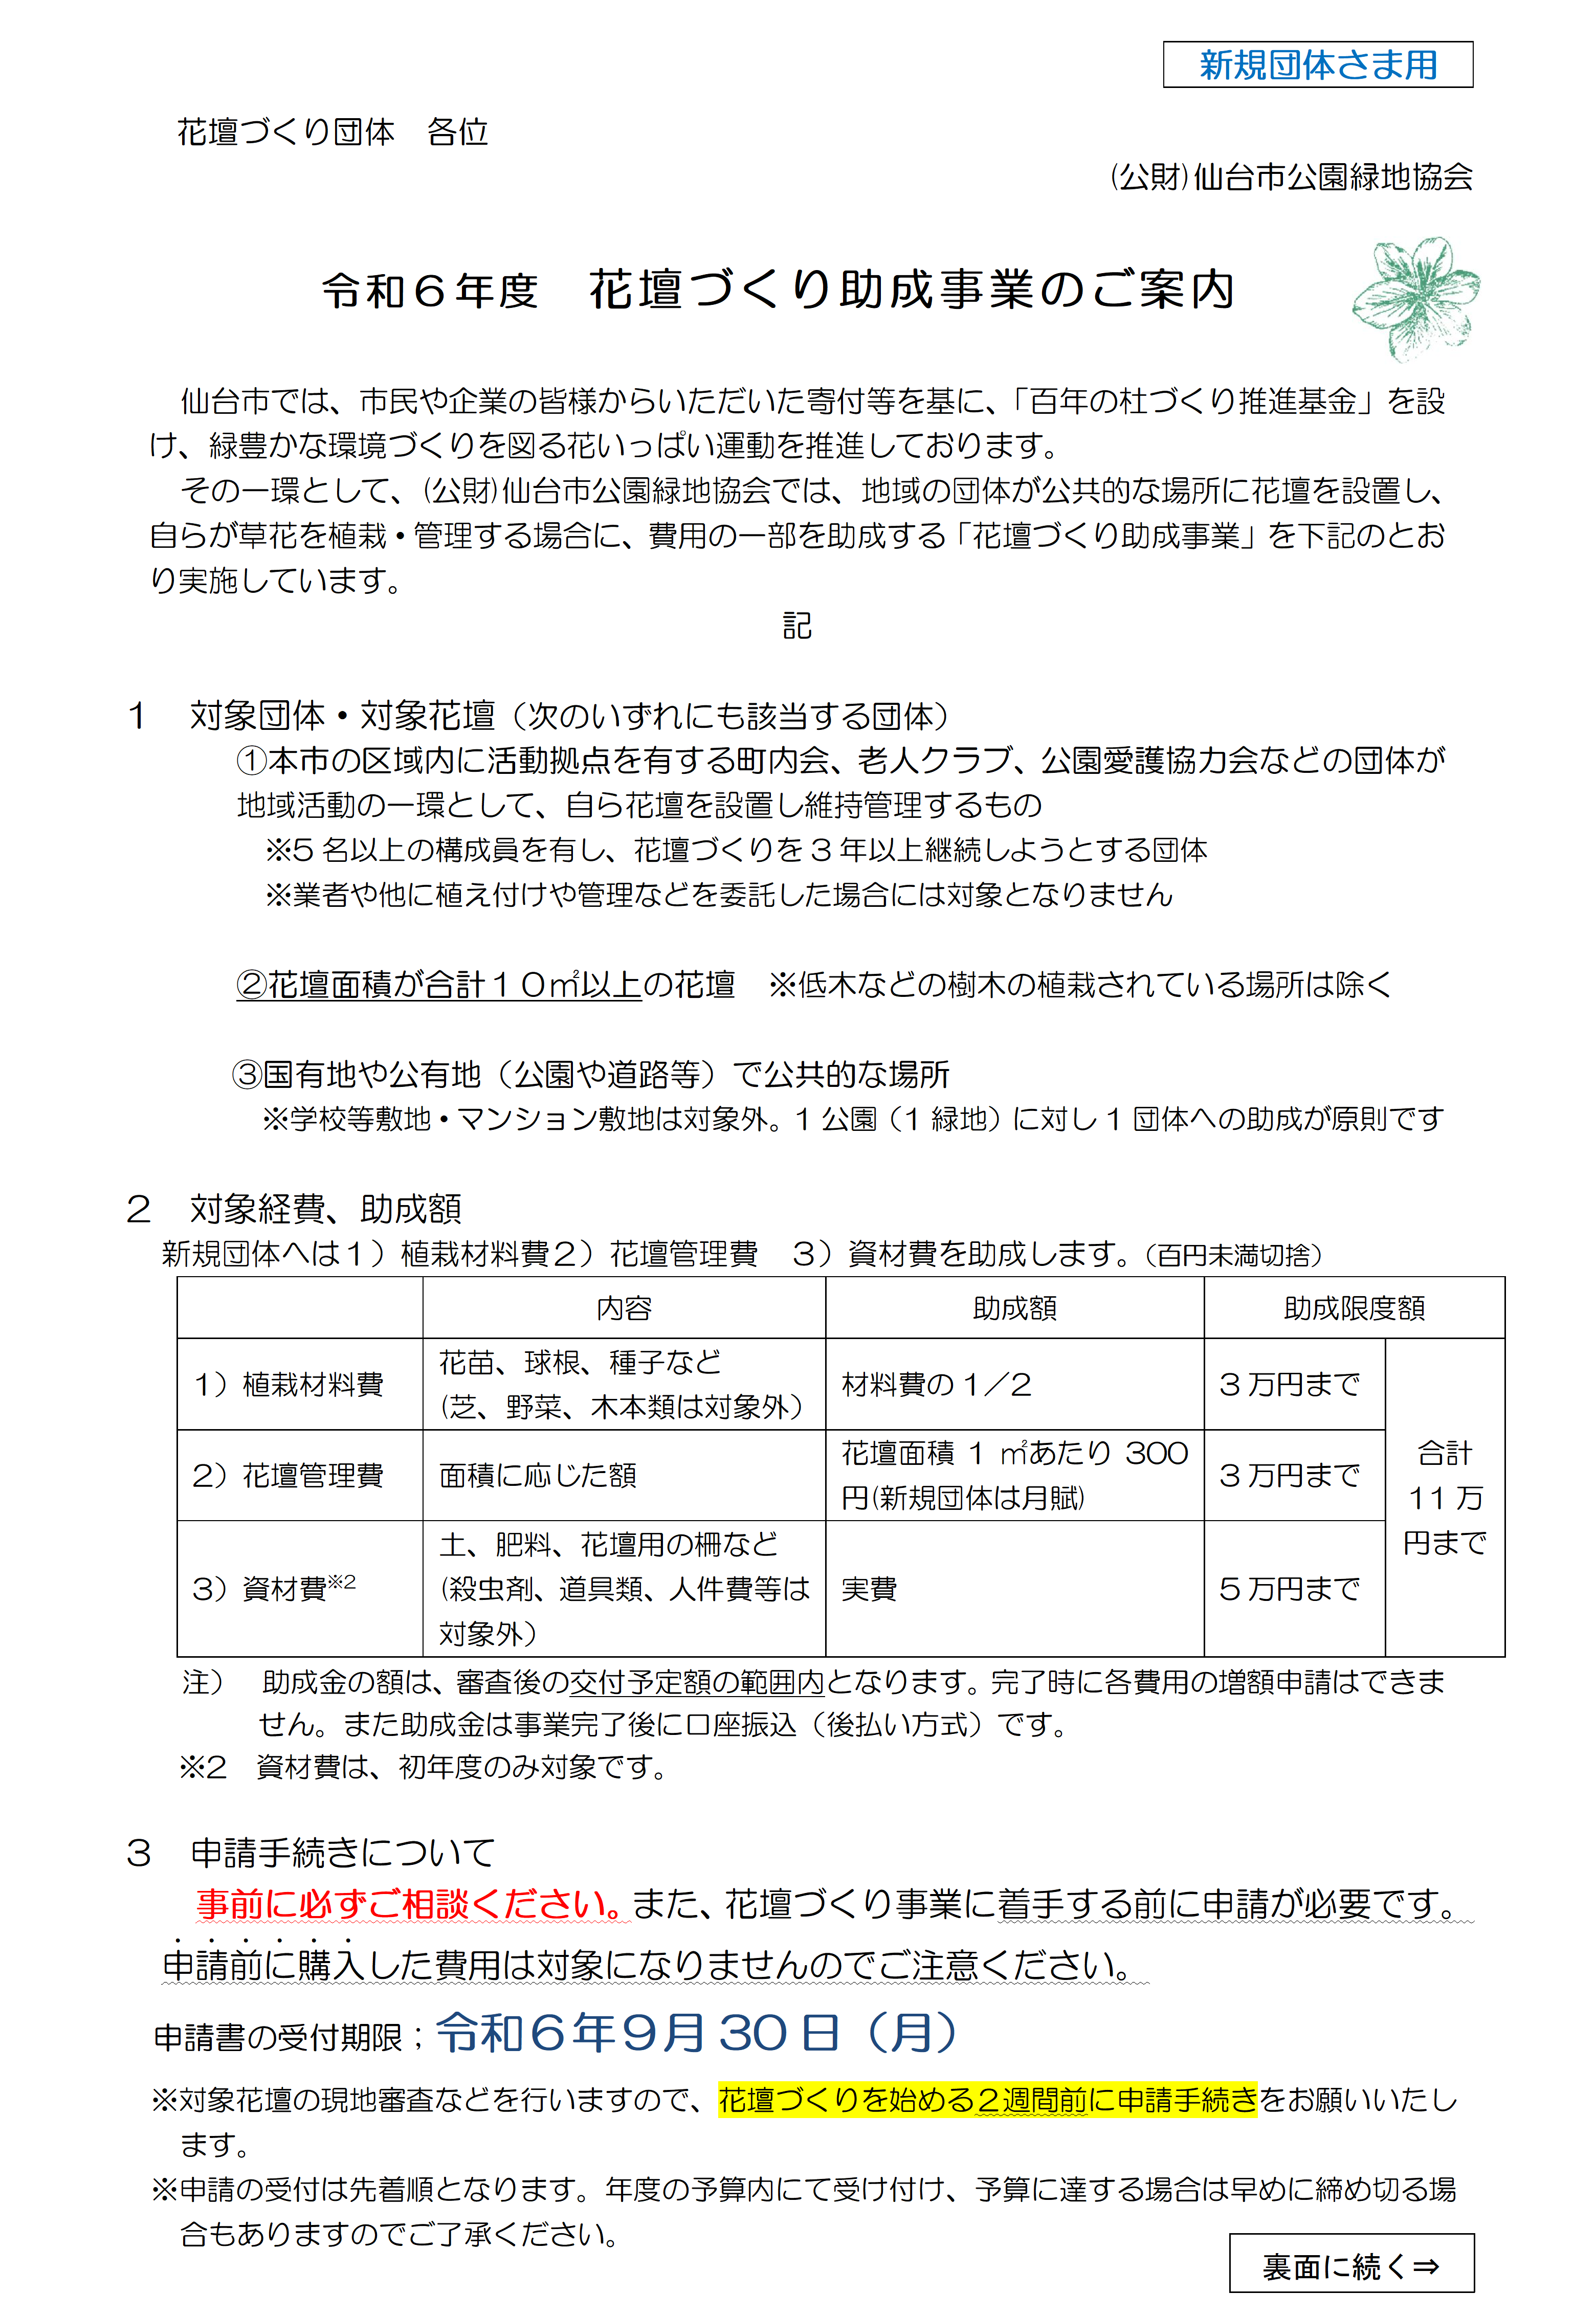 新規団体さま用
花壇づくり団体　各位
(公財)仙台市公園緑地協会
令和６年度　花壇づくり助成事業のご案内
仙台市では、市民や企業の皆様からいただいた寄付等を基に、「百年の杜づくり推進基金」を設
け、緑豊かな環境づくりを図る花いっぱい運動を推進しております。
その一環として、(公財)仙台市公園緑地協会では、地域の団体が公共的な場所に花壇を設置し、
自らが草花を植栽・管理する場合に、費用の一部を助成する「花壇づくり助成事業」を下記のとお
り実施しています。
記
１　対象団体・対象花壇（次のいずれにも該当する団体）
①本市の区域内に活動拠点を有する町内会、老人クラブ、公園愛護協力会などの団体が
地域活動の一環として、自ら花壇を設置し維持管理するもの
※5 名以上の構成員を有し、花壇づくりを 3 年以上継続しようとする団体
※業者や他に植え付けや管理などを委託した場合には対象となりません
②花壇面積が合計１０㎡以上の花壇　※低木などの樹木の植栽されている場所は除く
③国有地や公有地（公園や道路等）で公共的な場所
※学校等敷地・マンション敷地は対象外。1 公園（1 緑地）に対し 1 団体への助成が原則です
２　対象経費、助成額
新規団体へは１）植栽材料費２）花壇管理費　３）資材費を助成します。（百円未満切捨）
内容　助成額　助成限度額
1）植栽材料費
花苗、球根、種子など
(芝、野菜、木本類は対象外）
材料費の 1／2
3 万円まで
2）花壇管理費
面積に応じた額
花壇面積 1 ㎡あたり 300
円(新規団体は月賦)
3 万円まで
3）資材費※2
土、肥料、花壇用の柵など
(殺虫剤、道具類、人件費等は
対象外）
実費
5 万円まで
合計
11 万
円まで
注）　助成金の額は、審査後の交付予定額の範囲内となります。完了時に各費用の増額申請はできま
せん。また助成金は事業完了後に口座振込（後払い方式）です。
※2　資材費は、初年度のみ対象です。
３　申請手続きについて
事前に必ずご相談ください。また、花壇づくり事業に着手する前に申請が必要です。
申請前に購入した費用は対象になりませんのでご注意ください。
申請書の受付期限；令和６年９月 30 日（月）
※対象花壇の現地審査などを行いますので、花壇づくりを始める２週間前に申請手続きをお願いいたし
ます。
※申請の受付は先着順となります。年度の予算内にて受け付け、予算に達する場合は早めに締め切る場
合もありますのでご了承ください。
裏面に続く⇒